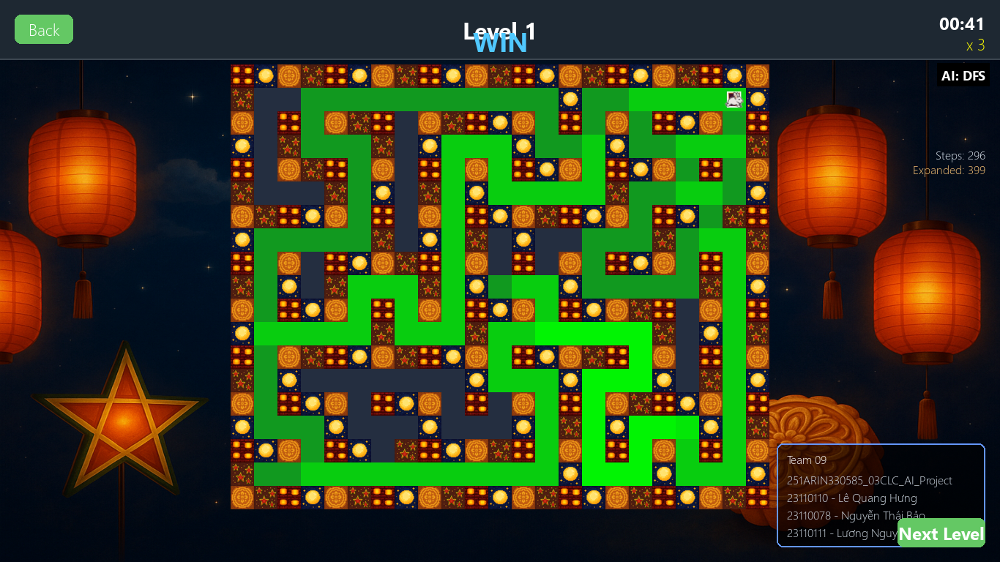 Back
Level 1
WIN
00:41
x 3
AI: DFS
Steps: 296
Expanded: 399
Team 09
251ARIN330585_03CLC_AI_Project
23110110 - Lê Quang Hưng
23110078 - Nguyễn Thái Bảo
23110111 - Lương Nguy
Next Level